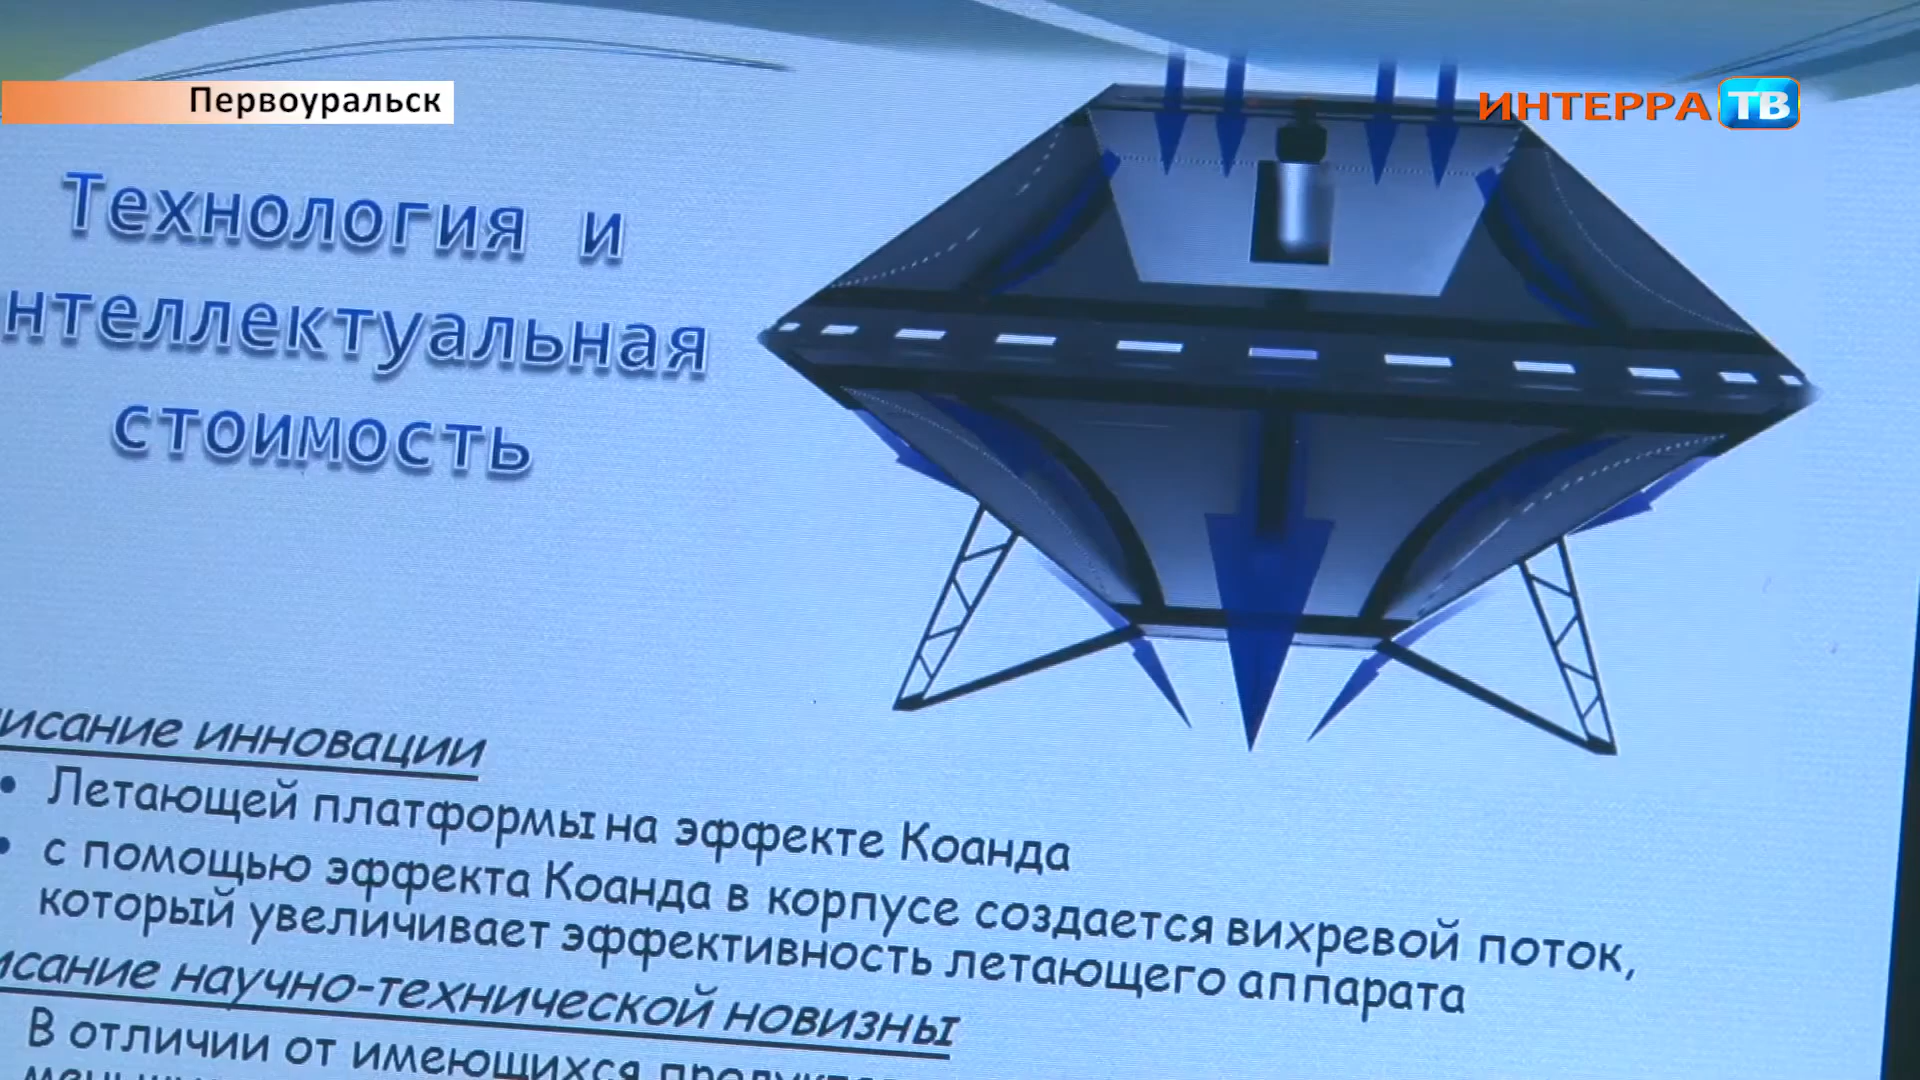 Первоуральск
ИНТЕРРА ТВ
Технология и
нтеллектуальная
стоимость
исание инновации
• Летающей платформы на эффекте Коанда
• с помощью эффекта Коанда в корпусе создается вихревой поток,
который увеличивает эффективность летающего аппарата
исание научно-технической новизны
В отличии от имеющихся